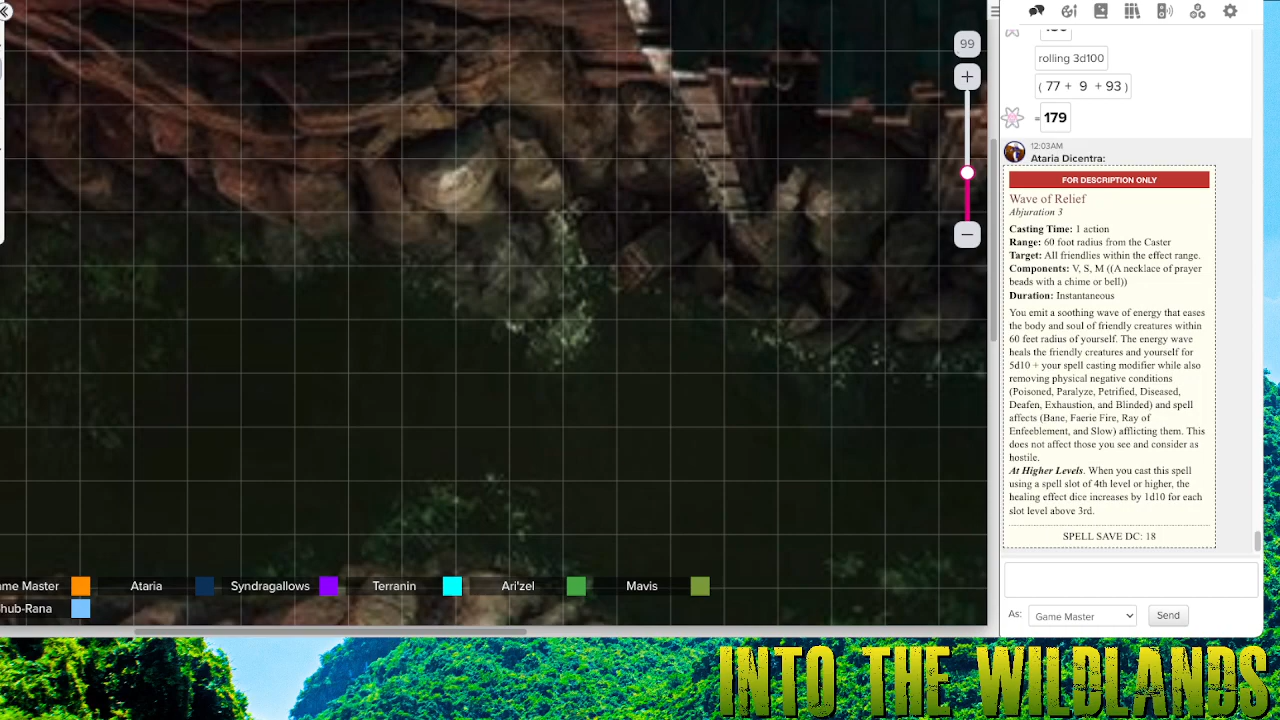 99
rolling 3d100
( 77 + 9 + 93 )
= 179
12:03AM
Ataria Dicentra:
FOR DESCRIPTION ONLY
Wave of Relief
Abjuration 3
Casting Time: 1 action
Range: 60 foot radius from the Caster
Target: All friendlies within the effect range.
Components: V, S, M ((A necklace of prayer
beads with a chime or bell))
Duration: Instantaneous
You emit a soothing wave of energy that eases
the body and soul of friendly creatures within
60 feet radius of yourself. The energy wave
heals the friendly creatures and yourself for
5d10 + your spell casting modifier while also
removing physical negative conditions
(Poisoned, Paralyze, Petrified, Diseased,
Deafen, Exhaustion, and Blinded) and spell
affects (Bane, Faerie Fire, Ray of
Enfeeblement, and Slow) afflicting them. This
does not affect those you see and consider as
hostile.
At Higher Levels. When you cast this spell
using a spell slot of 4th level or higher, the
healing effect dice increases by 1d10 for each
slot level above 3rd.
SPELL SAVE DC: 18
ame Master Ataria Syndragallows Terranin Ari'zel Mavis
hub-Rana
As: Game Master Send
INTO THE WILDLANDS